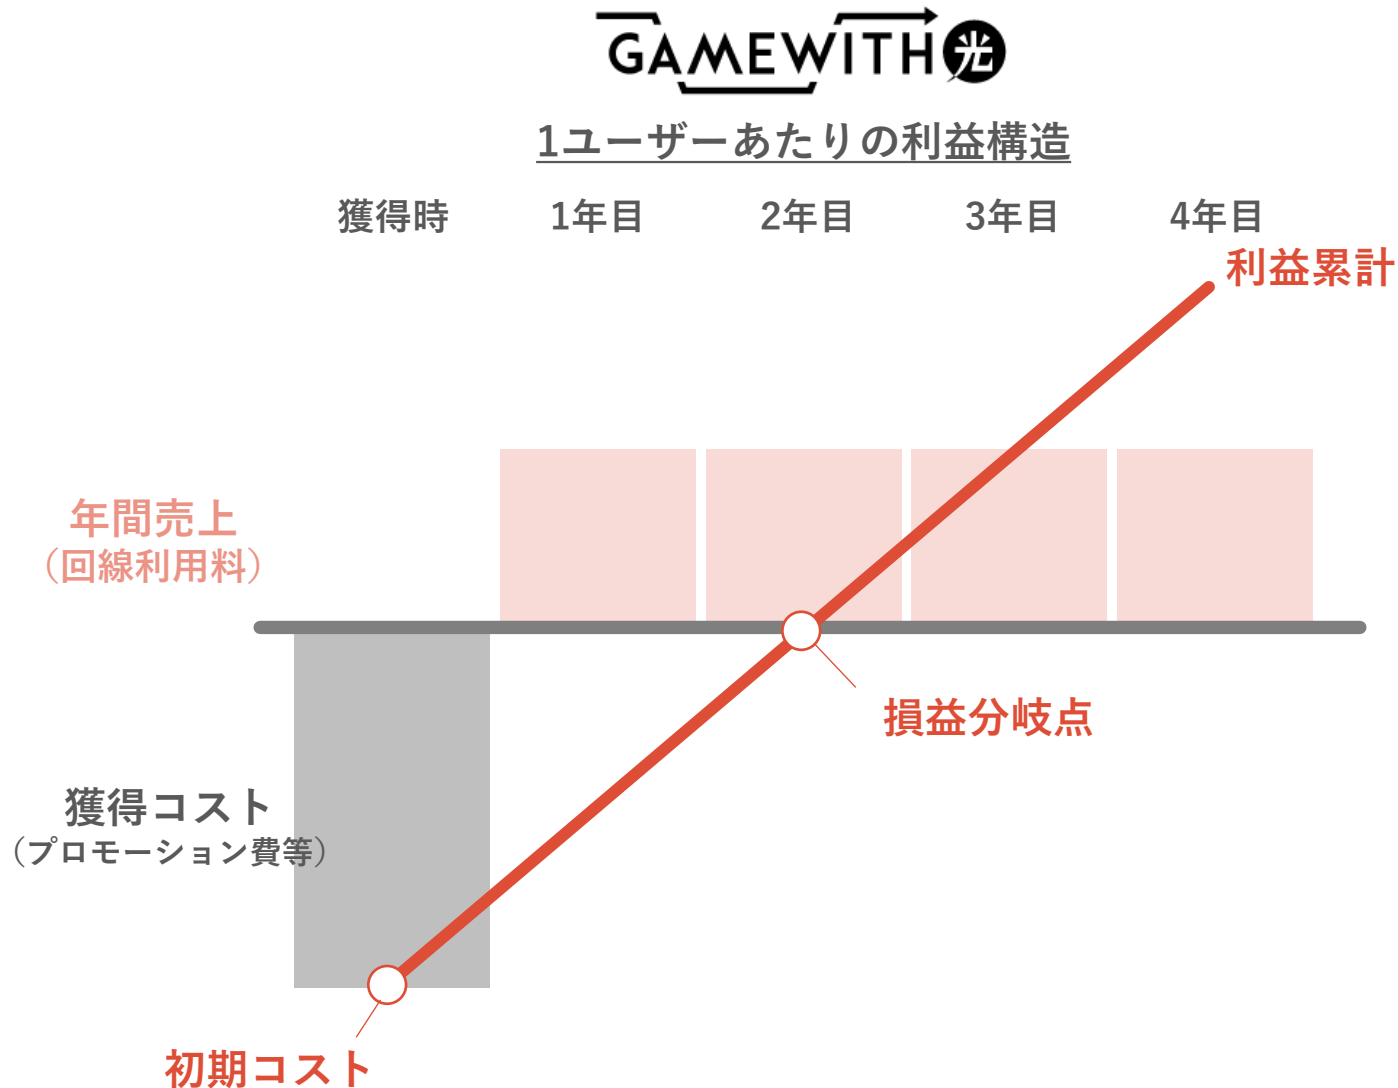 GAMEWITH光
1ユーザーあたりの利益構造
獲得時 1年目 2年目 3年目 4年目
利益累計
年間売上
（回線利用料）
損益分岐点
獲得コスト
（プロモーション費等）
初期コスト